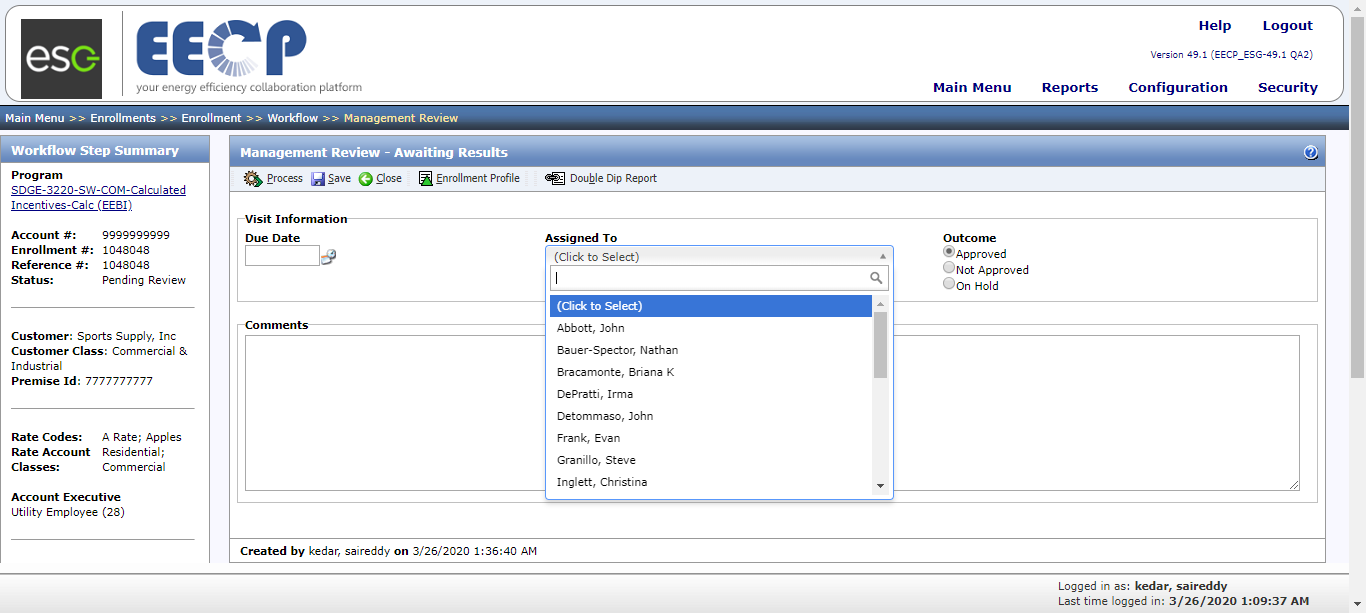 esc
EECP
your energy efficiency collaboration platform
Help Logout
Version 49.1 (EECP_ESG-49.1 QA2)
Main Menu Reports Configuration Security
Main Menu >> Enrollments >> Enrollment >> Workflow >> Management Review
Workflow Step Summary
Program
SDGE-3220-SW-COM-Calculated
Incentives-Calc (EEBI)
Account #: 9999999999
Enrollment #: 1048048
Reference #: 1048048
Status: Pending Review
Customer: Sports Supply, Inc
Customer Class: Commercial &
Industrial
Premise Id: 7777777777
Rate Codes: A Rate; Apples
Rate Account Residential;
Classes: Commercial
Account Executive
Utility Employee (28)
Management Review - Awaiting Results
Process Save Close Enrollment Profile Double Dip Report
Visit Information
Due Date
Assigned To
(Click to Select)
(Click to Select)
Abbott, John
Bauer-Spector, Nathan
Bracamonte, Briana K
DePratti, Irma
Detommaso, John
Frank, Evan
Granillo, Steve
Inglett, Christina
Outcome
Approved
Not Approved
On Hold
Comments
Created by kedar, saireddy on 3/26/2020 1:36:40 AM
Logged in as: kedar, saireddy
Last time logged in: 3/26/2020 1:09:37 AM